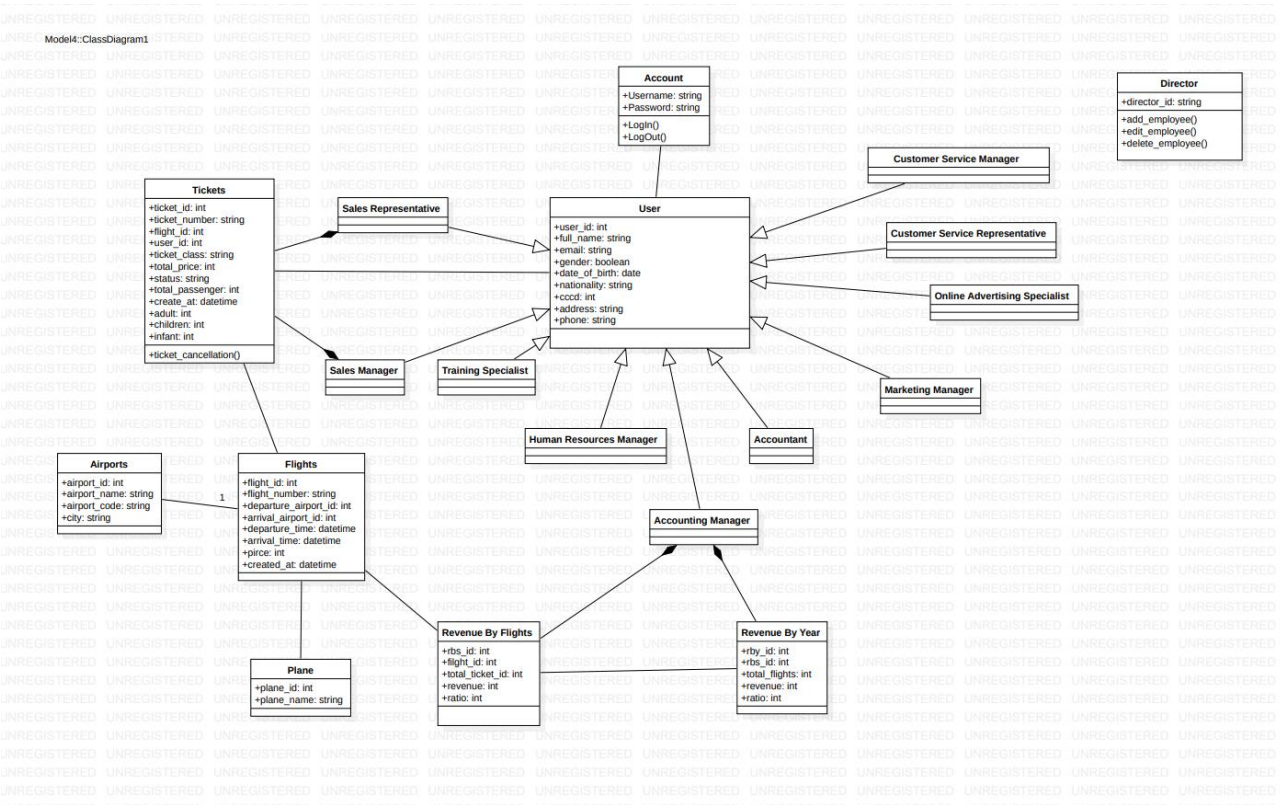 Model4::ClassDiagram1
Account
+Username: string
+Password: string
+LogIn()
+LogOut()
Director
+director_id: string
+add_employee()
+edit_employee()
+delete_employee()
Customer Service Manager
Tickets
+ticket_id: int
+ticket_number: string
+flight_id: int
+user_id: int
+ticket_class: string
+total_price: int
+status: string
+total_passenger: int
+create_at: datetime
+adult: int
+children: int
+infant: int
+ticket_cancellation()
Sales Representative
User
+user_id: int
+full_name: string
+email: string
+gender: boolean
+date_of_birth: date
+nationality: string
+cccd: int
+address: string
+phone: string
Customer Service Representative
Online Advertising Specialist
Sales Manager
Training Specialist
Marketing Manager
Human Resources Manager
Accountant
Airports
+airport_id: int
+airport_name: string
+airport_code: string
+city: string
1
Flights
+flight_id: int
+flight_number: string
+departure_airport_id: int
+arrival_airport_id: int
+departure_time: datetime
+arrival_time: datetime
+pirce: int
+created_at: datetime
Accounting Manager
Revenue By Flights
+rbs_id: int
+filght_id: int
+total_ticket_id: int
+revenue: int
+ratio: int
Revenue By Year
+rby_id: int
+rbs_id: int
+total_flights: int
+revenue: int
+ratio: int
Plane
+plane_id: int
+plane_name: string
UNREGISTERED